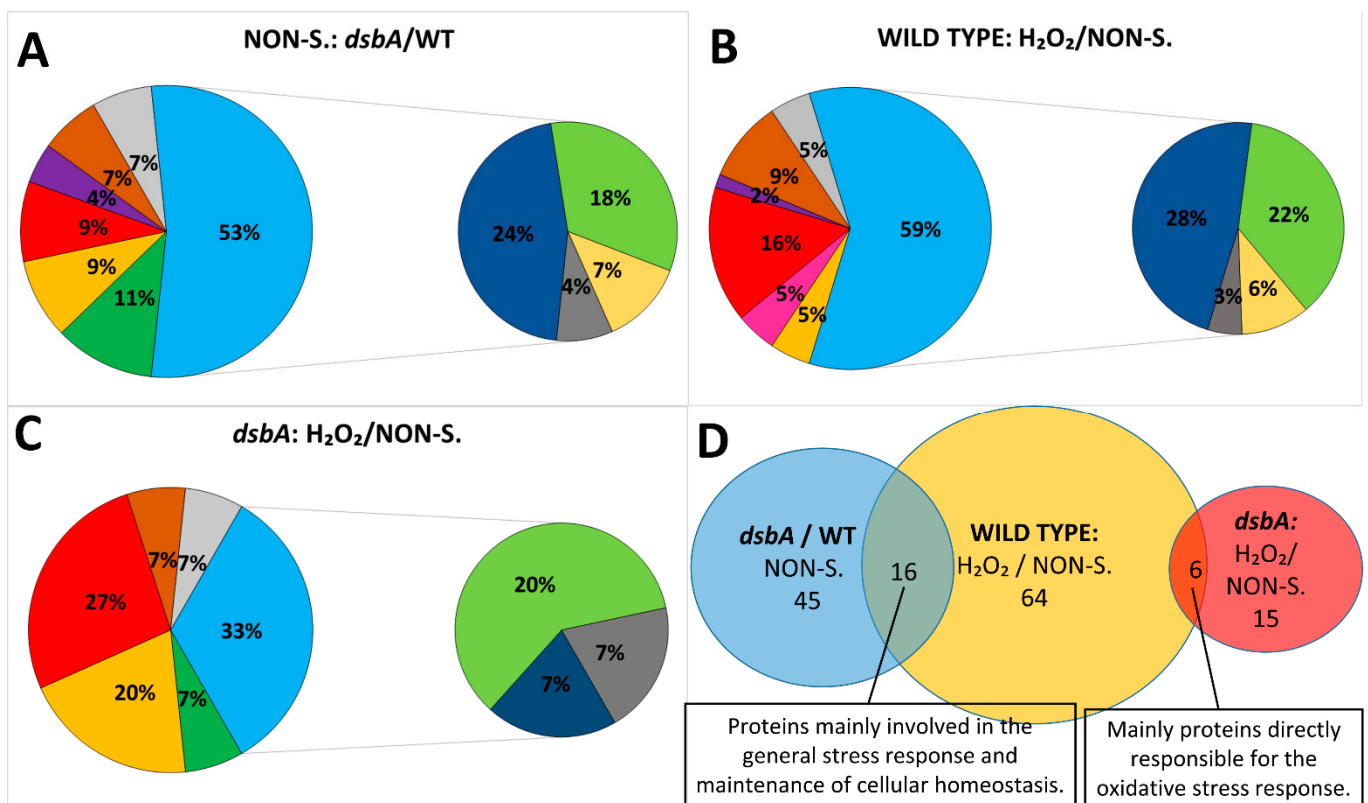 A
NON-S.: dsbA/WT
7%
7%
4%
9%
9%
11%
53%
24%
18%
7%
4%
B
WILD TYPE: H₂O₂/NON-S.
5%
9%
2%
16%
5%
5%
59%
28%
22%
6%
3%
C
dsbA: H₂O₂/NON-S.
7%
7%
27%
33%
20%
7%
20%
7%
7%
D
dsbA / WT
NON-S.
45
16
WILD TYPE:
H₂O₂ / NON-S.
64
6
dsbA:
H₂O₂/
NON-S.
15
Proteins mainly involved in the
general stress response and
maintenance of cellular homeostasis.
Mainly proteins directly
responsible for the
oxidative stress response.